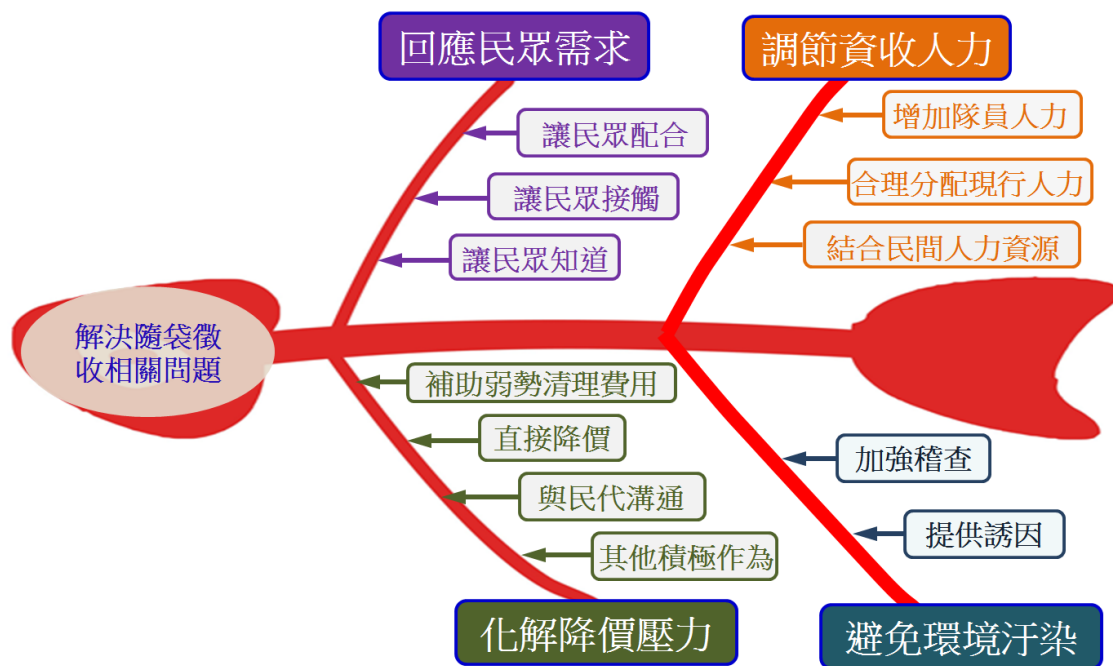 回應民眾需求
調節資收人力
讓民眾配合
讓民眾接觸
讓民眾知道
增加隊員人力
合理分配現行人力
結合民間人力資源
解決隨袋徵
收相關問題
補助弱勢清理費用
直接降價
與民代溝通
其他積極作為
加強稽查
提供誘因
化解降價壓力
避免環境汙染